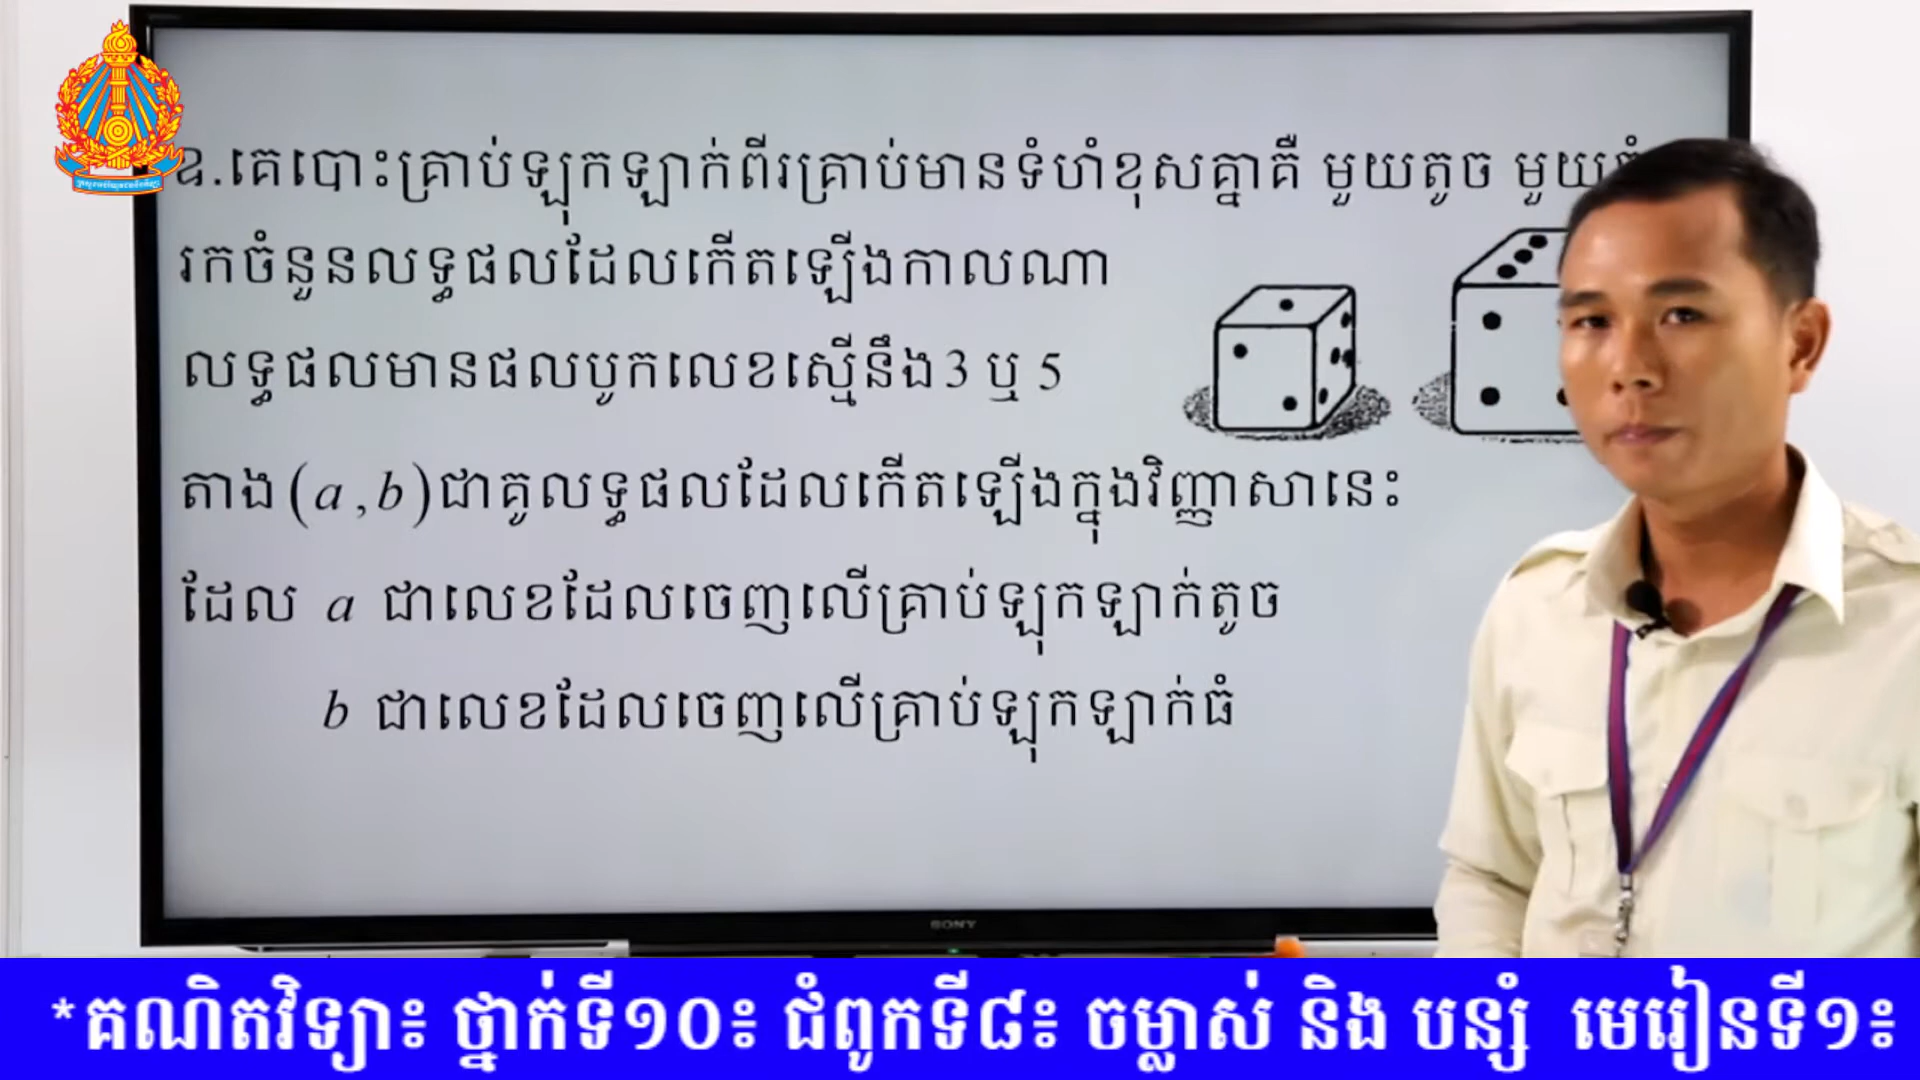 ឧ.គេបោះគ្រាប់ឡុកឡាក់ពីរគ្រាប់មានទំហំខុសគ្នាគឺ មួយតូច មួយធំ
រកចំនួនលទ្ធផលដែលកើតឡើងកាលណា
លទ្ធផលមានផលបូកលេខស្មើនឹង 3 ឬ 5
តាង (a , b) ជាគូលទ្ធផលដែលកើតឡើងក្នុងវិញ្ញាសានេះ
ដែល a ជាលេខដែលចេញលើគ្រាប់ឡុកឡាក់តូច
b ជាលេខដែលចេញលើគ្រាប់ឡុកឡាក់ធំ
SONY
*គណិតវិទ្យា៖ ថ្នាក់ទី១០៖ ជំពូកទី៨៖ ចម្លាស់ និង បន្សំ មេរៀនទី១៖